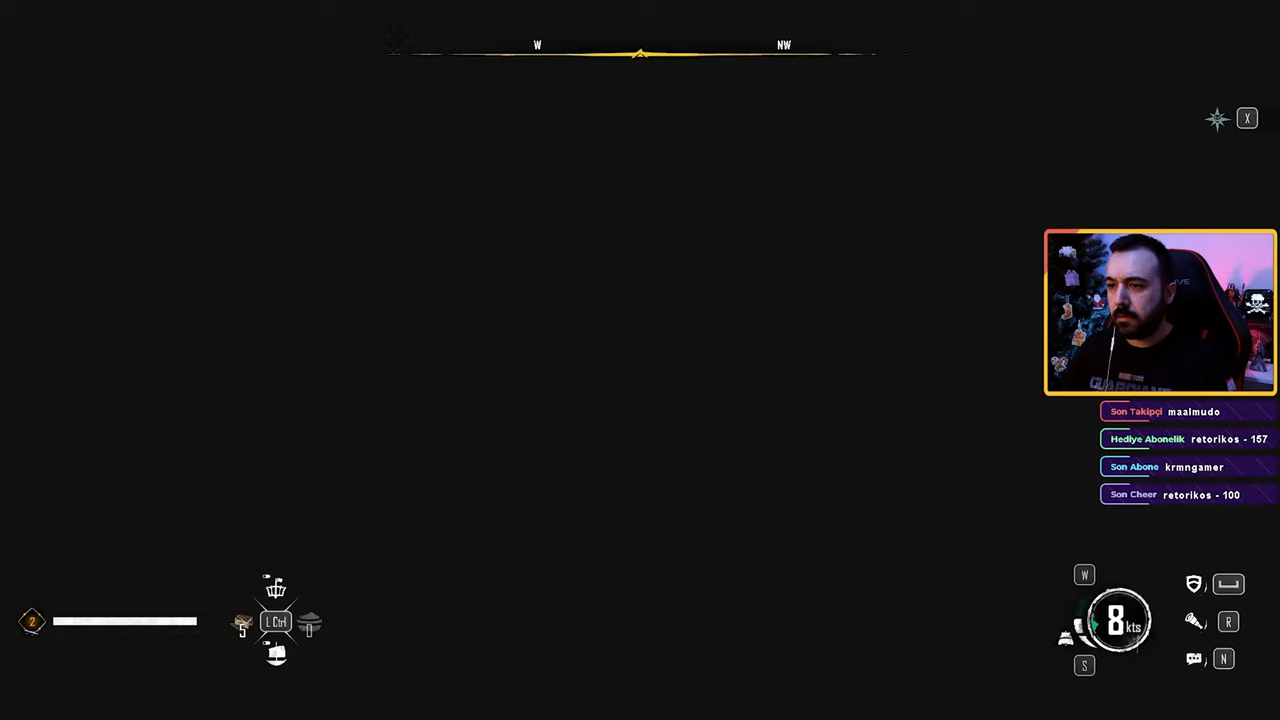 W
NW
X
Son Takipçi maalmudo
Hediye Abonelik retorikos - 157
Son Abone krmngamer
Son Cheer retorikos - 100
W
2
5
L Ctrl
0
8 kts
R
S
N